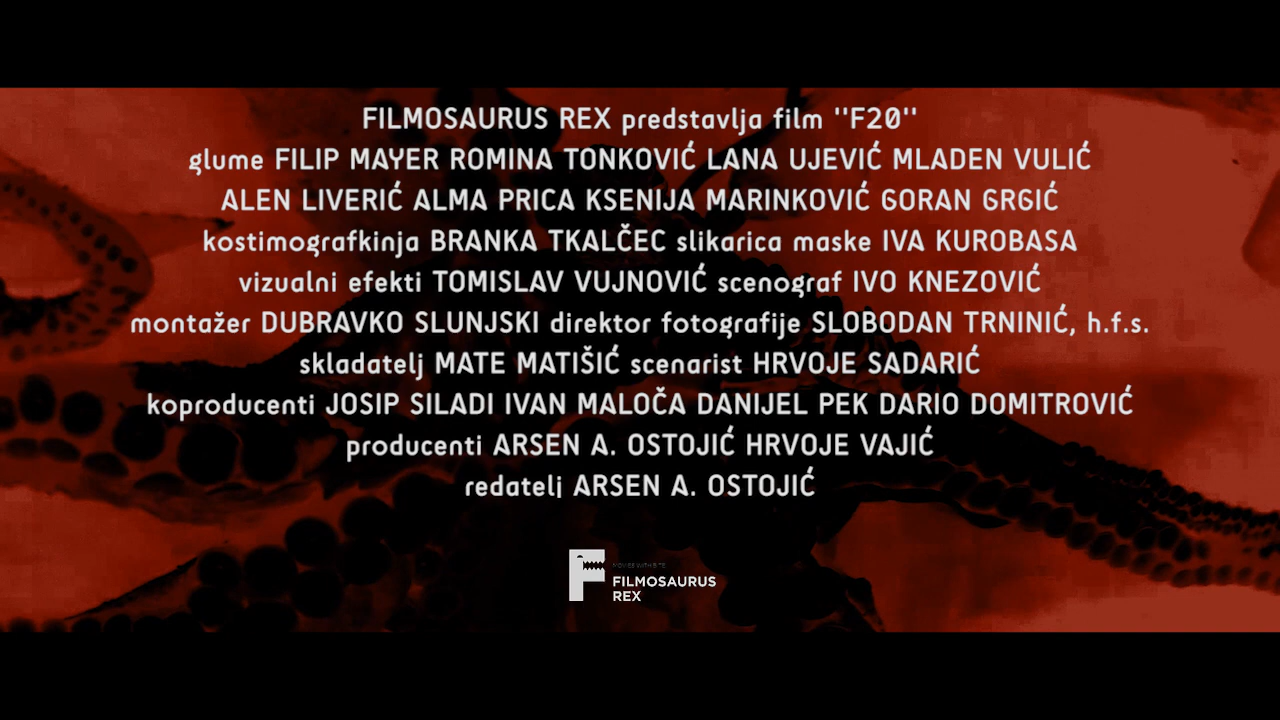 FILMOSAURUS REX predstavlja film ''F20''
glume FILIP MAYER ROMINA TONKOVIĆ LANA UJEVIĆ MLADEN VULIĆ
ALEN LIVERIĆ ALMA PRICA KSENIJA MARINKOVIĆ GORAN GRGIĆ
kostimografkinja BRANKA TKALČEC slikarica maske IVA KUROBASA
vizualni efekti TOMISLAV VUJNOVIĆ scenograf IVO KNEZOVIĆ
montažer DUBRAVKO SLUNJSKI direktor fotografije SLOBODAN TRNINIĆ, h.f.s.
skladatelj MATE MATIŠIĆ scenarist HRVOJE SADARIĆ
koproducenti JOSIP SILADI IVAN MALOČA DANIJEL PEK DARIO DOMITROVIĆ
producenti ARSEN A. OSTOJIĆ HRVOJE VAJIĆ
redatelj ARSEN A. OSTOJIĆ
MOVIES WITH BITE
FILMOSAURUS
REX